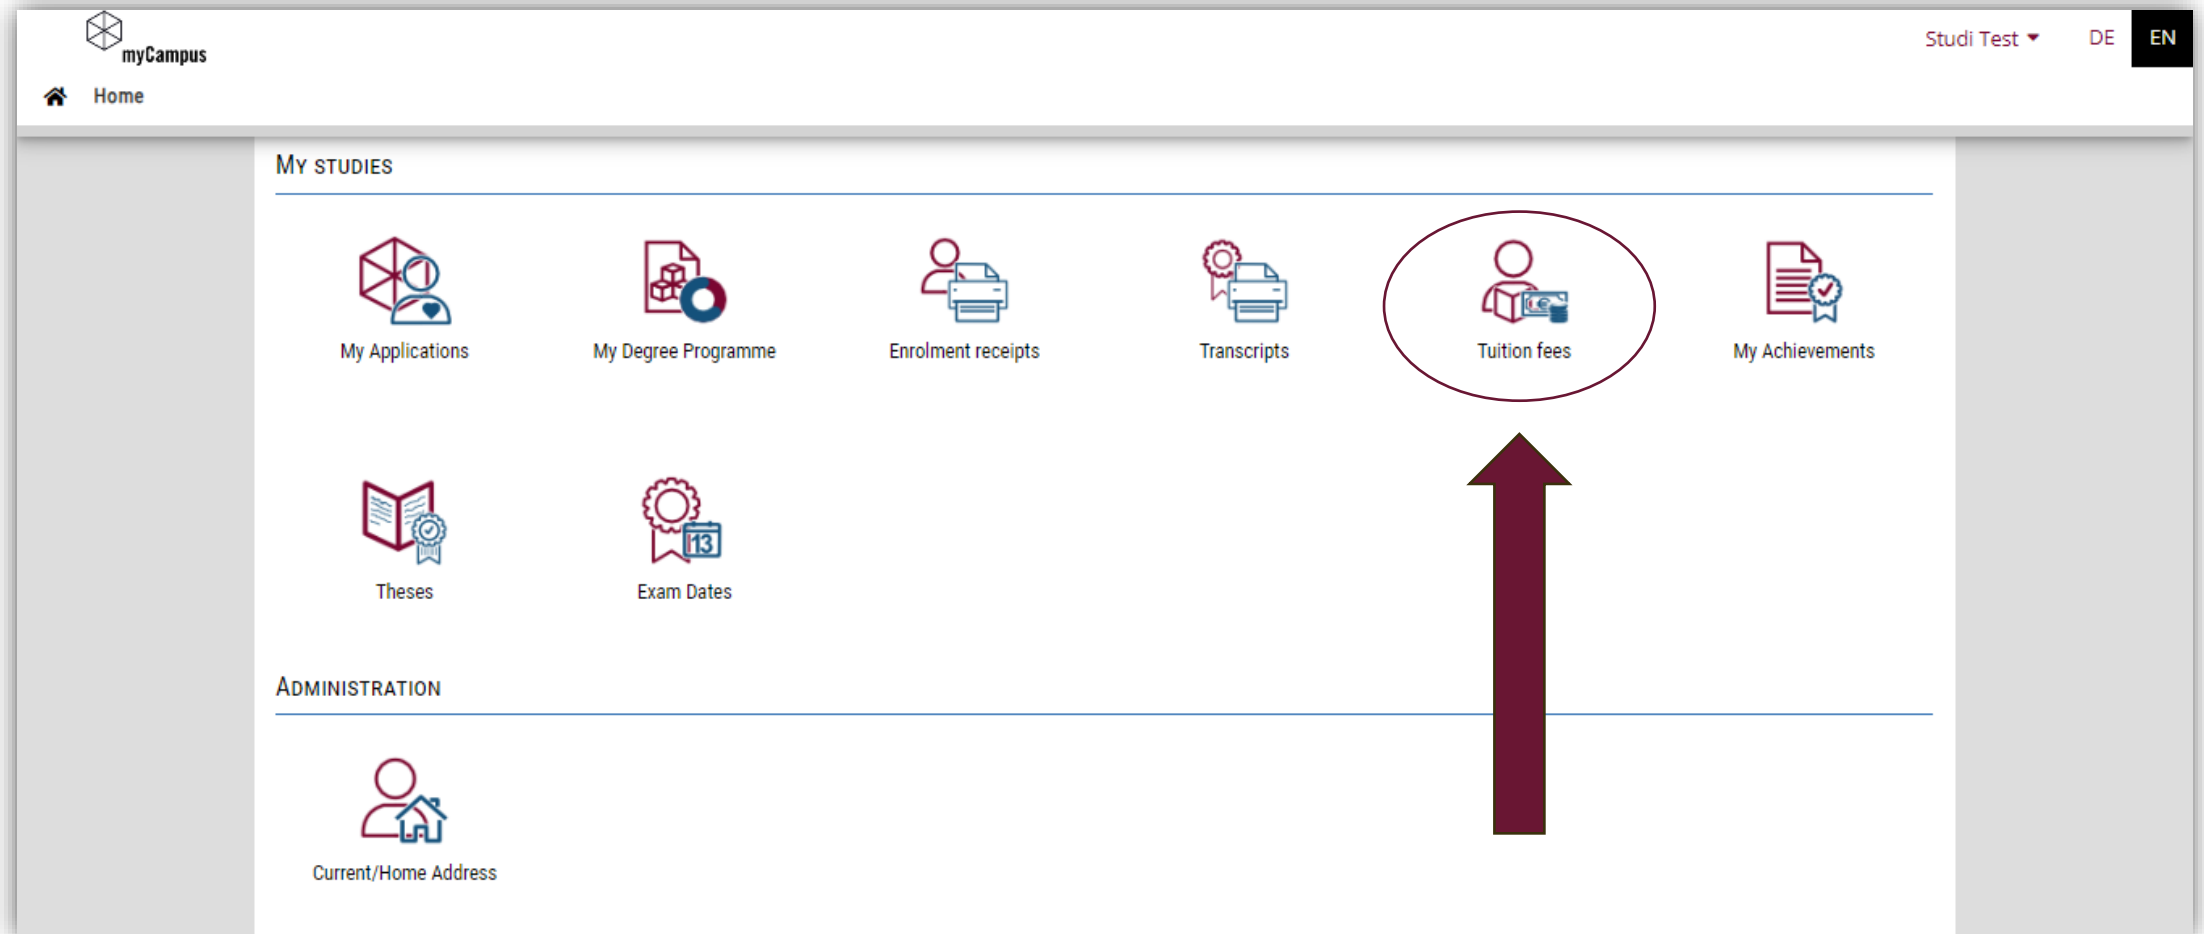 myCampus
Studi Test DE EN
Home
MY STUDIES
My Applications My Degree Programme Enrolment receipts Transcripts Tuition fees My Achievements
13
Theses Exam Dates
ADMINISTRATION
Current/Home Address